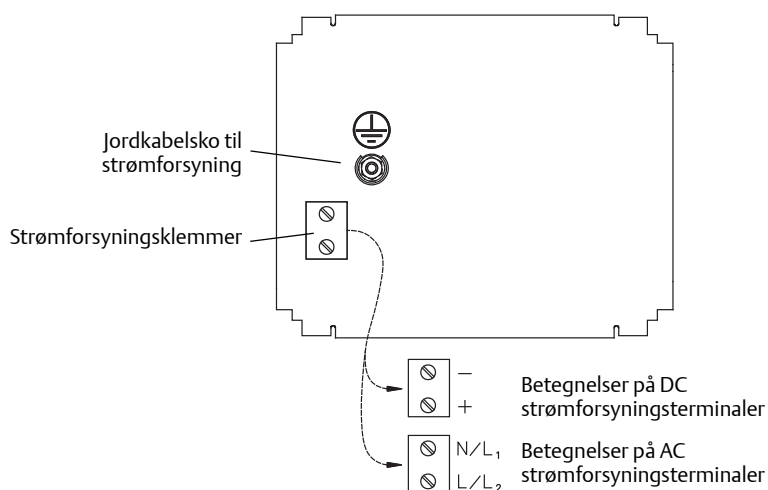 Jordkabelsko til
strømforsyning
Strømforsyningsklemmer
−
+
Betegnelser på DC
strømforsyningsterminaler
N/L₁
L/L₂
Betegnelser på AC
strømforsyningsterminaler